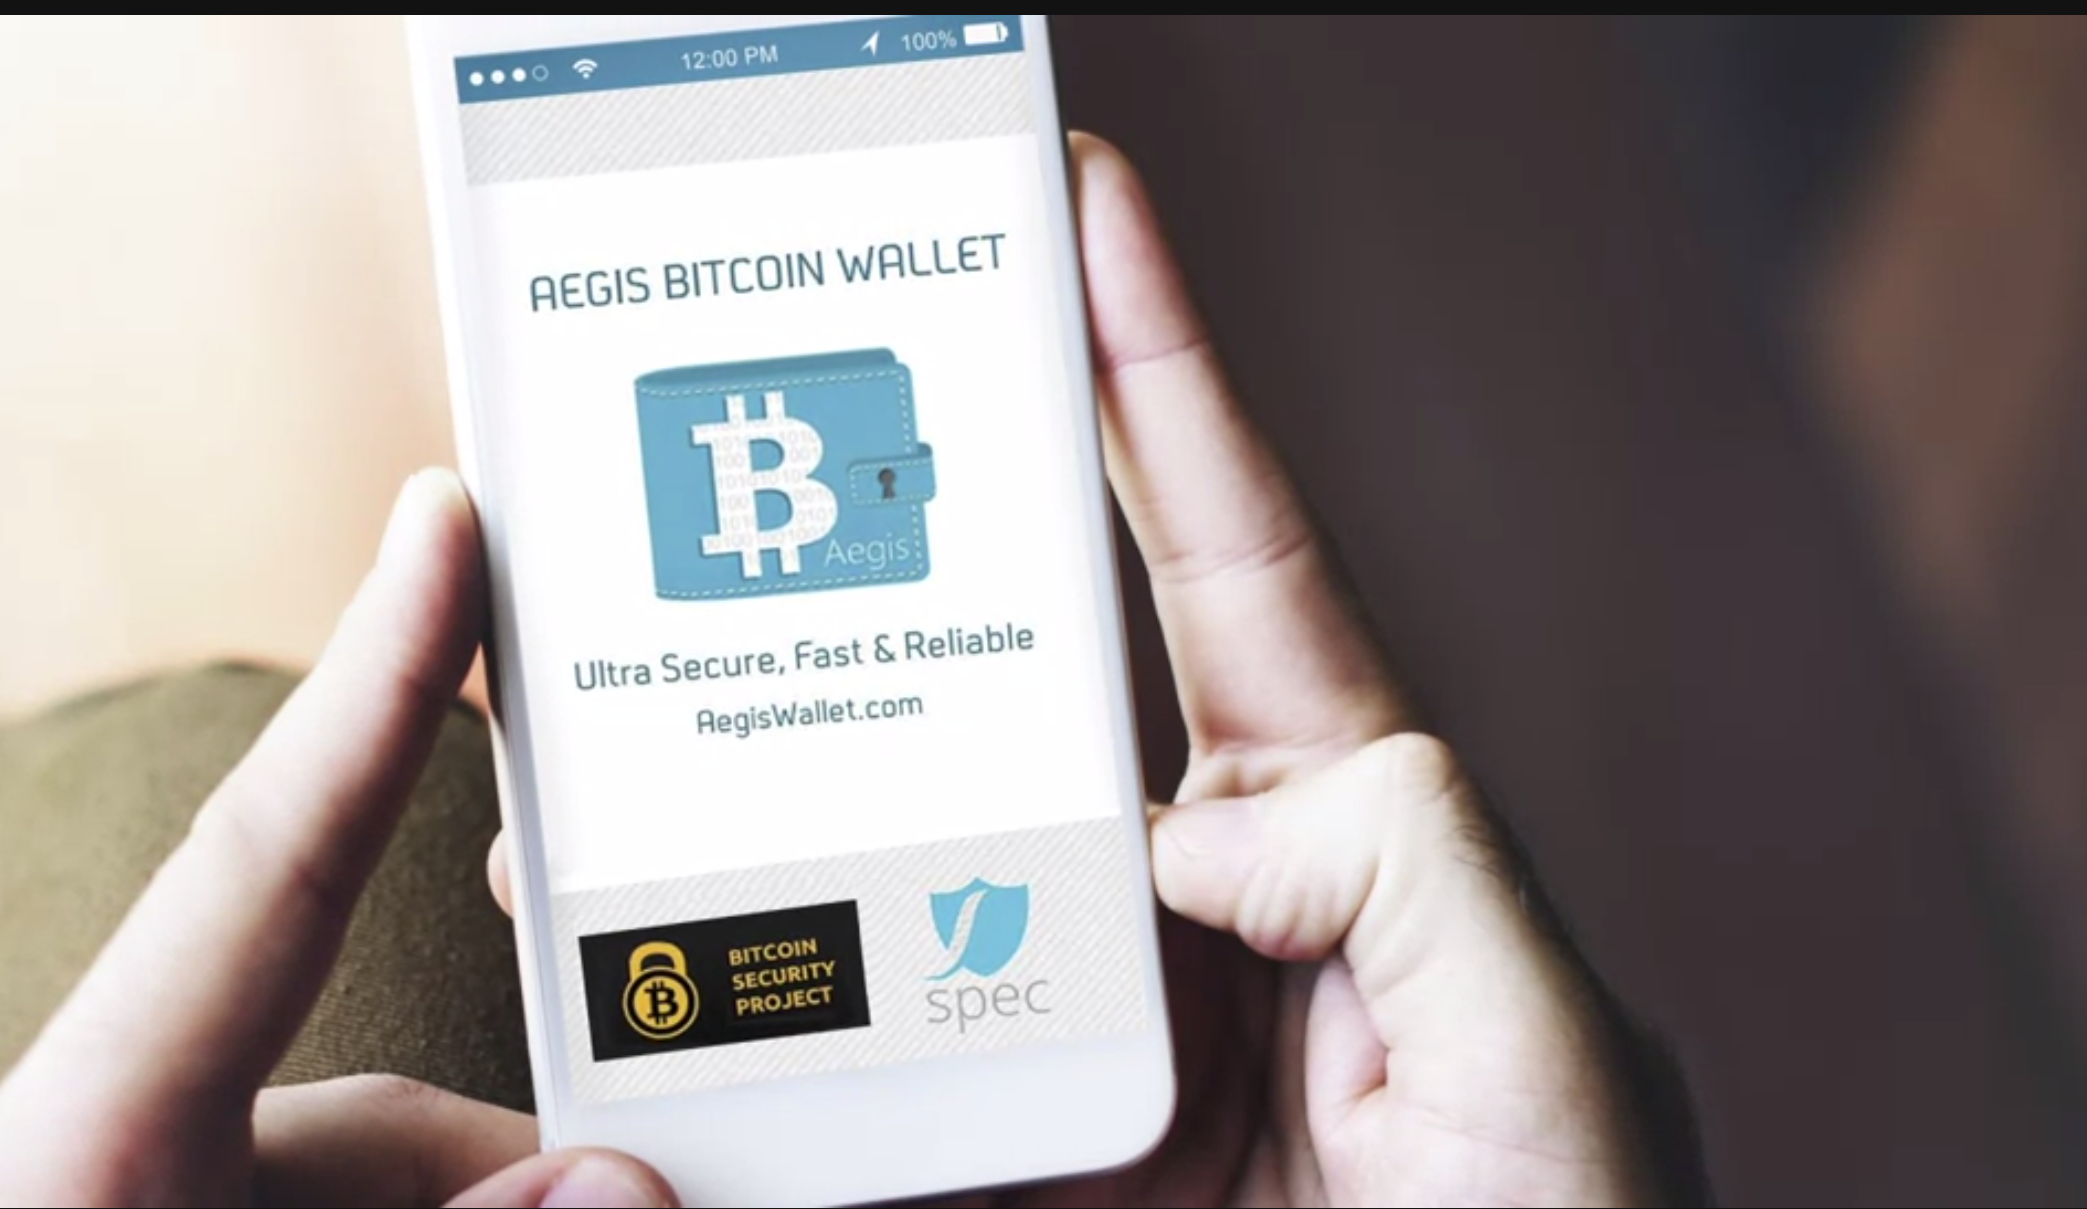 12:00 PM 100%
AEGIS BITCOIN WALLET
B
Aegis
Ultra Secure, Fast & Reliable
AegisWallet.com
BITCOIN
SECURITY
PROJECT
spec